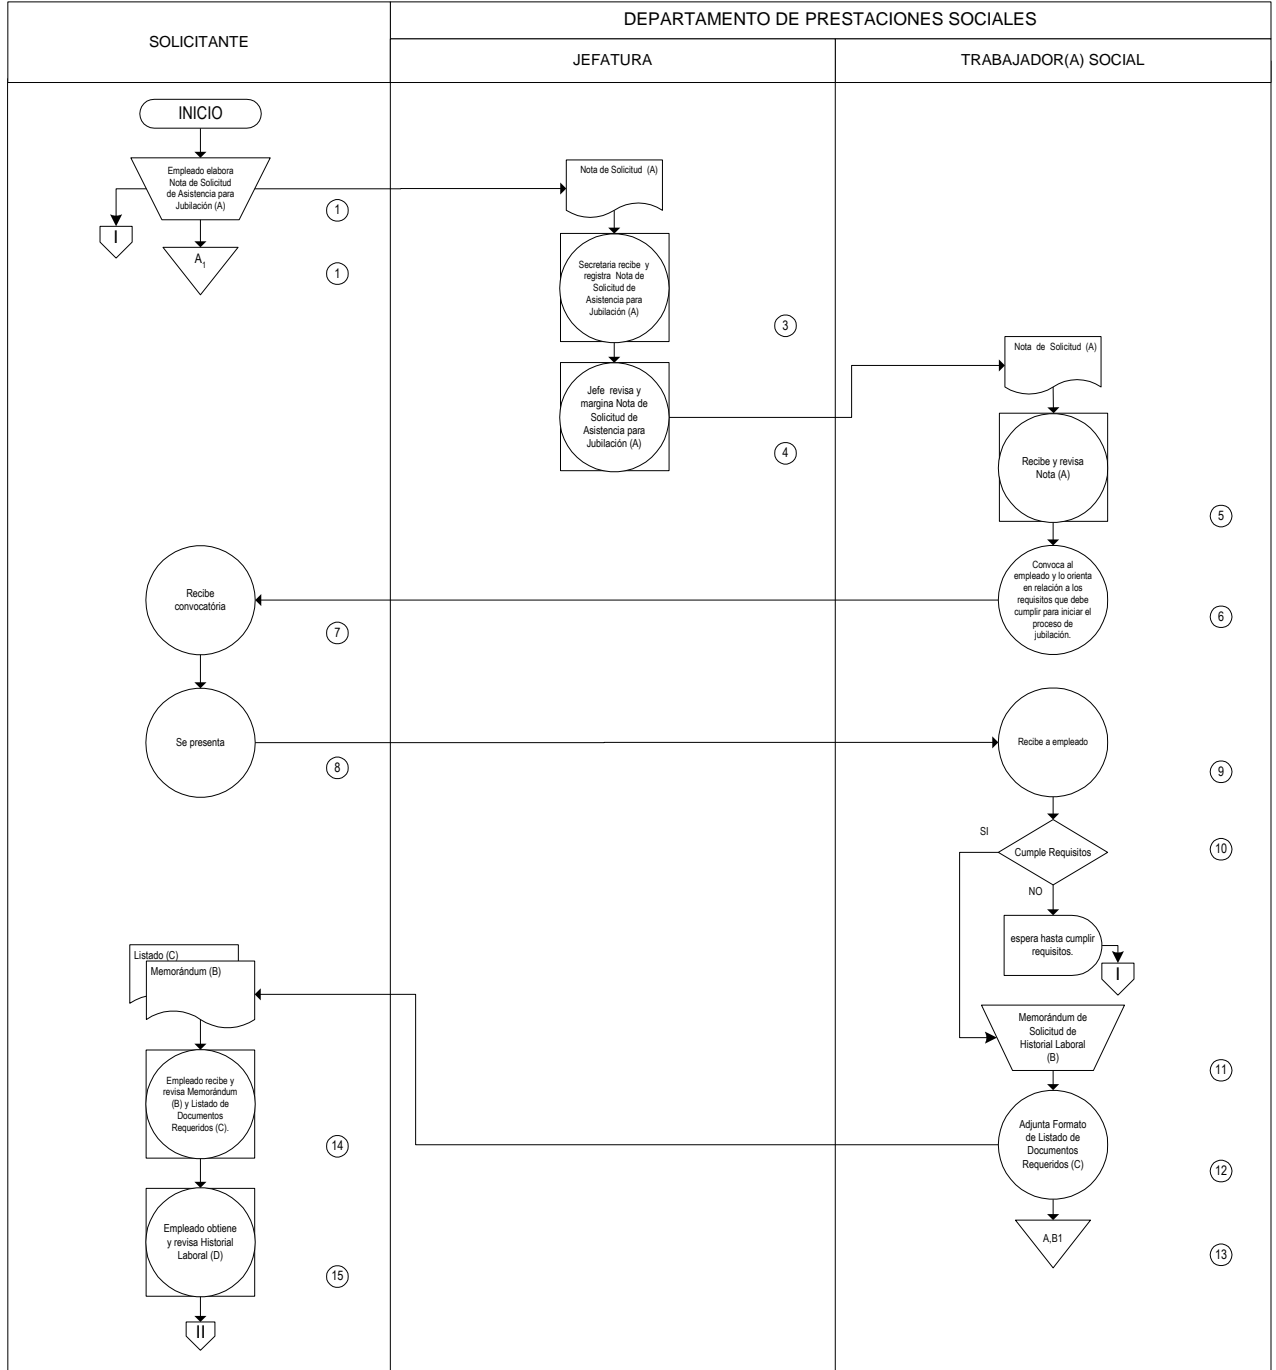 DEPARTAMENTO DE PRESTACIONES SOCIALES
SOLICITANTE
JEFATURA
TRABAJADOR(A) SOCIAL
INICIO
Empleado elabora
Nota de Solicitud
de Asistencia para
Jubilación (A)
I
1
A1
1
Nota de Solicitud (A)
Secretaria recibe y
registra Nota de
Solicitud de
Asistencia para
Jubilación (A)
3
Jefe revisa y
margina Nota de
Solicitud de
Asistencia para
Jubilación (A)
4
Nota de Solicitud (A)
Recibe y revisa
Nota (A)
5
Convoca al
empleado y lo orienta
en relación a los
requisitos que debe
cumplir para iniciar el
proceso de
jubilación.
6
Recibe
convocatória
7
Se presenta
8
Recibe a empleado
9
SI
Cumple Requisitos
10
NO
espera hasta cumplir
requisitos.
I
Memorándum de
Solicitud de
Historial Laboral
(B)
11
Adjunta Formato
de Listado de
Documentos
Requeridos (C)
12
A,B1
13
Listado (C)
Memorándum (B)
Empleado recibe y
revisa Memorándum
(B) y Listado de
Documentos
Requeridos (C).
14
Empleado obtiene
y revisa Historial
Laboral (D)
15
II